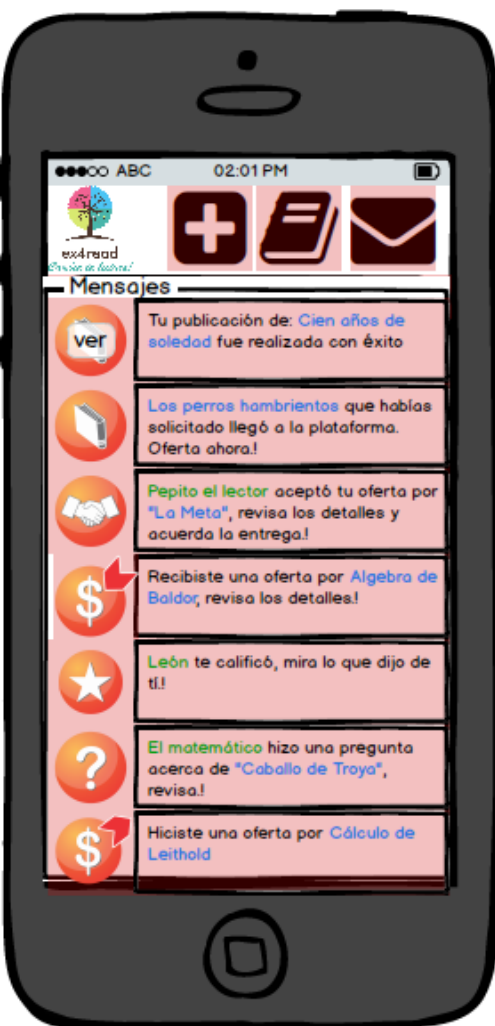 ABC 02:01 PM
ex4read
Mensajes
ver
Tu publicación de: Cien años de
soledad fue realizada con éxito
Los perros hambrientos que habías
solicitado llegó a la plataforma.
Oferta ahora.!
Pepito el lector aceptó tu oferta por
"La Meta", revisa los detalles y
acuerda la entrega.!
$
Recibiste una oferta por Algebra de
Baldor, revisa los detalles.!
León te calificó, mira lo que dijo de
tí.!
?
El matemático hizo una pregunta
acerca de "Caballo de Troya",
revisa.!
$
Hiciste una oferta por Cálculo de
Leithold